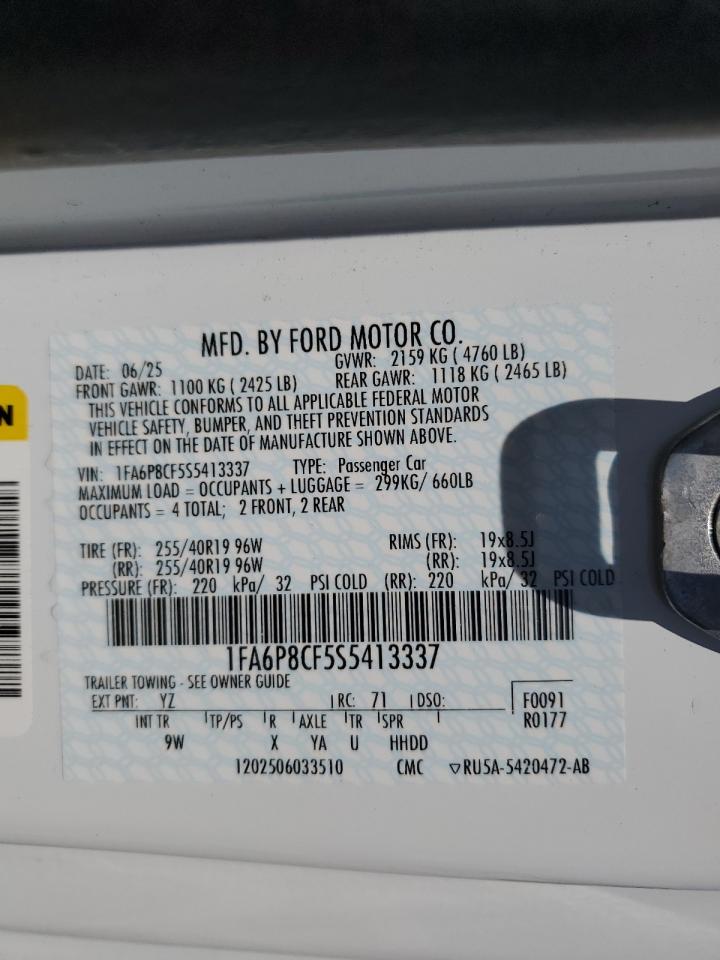 MFD. BY FORD MOTOR CO.
DATE: 06/25 GVWR: 2159 KG ( 4760 LB)
FRONT GAWR: 1100 KG ( 2425 LB) REAR GAWR: 1118 KG ( 2465 LB)
THIS VEHICLE CONFORMS TO ALL APPLICABLE FEDERAL MOTOR
VEHICLE SAFETY, BUMPER, AND THEFT PREVENTION STANDARDS
IN EFFECT ON THE DATE OF MANUFACTURE SHOWN ABOVE.
VIN: 1FA6P8CF5S5413337 TYPE: Passenger Car
MAXIMUM LOAD = OCCUPANTS + LUGGAGE = 299KG/ 660LB
OCCUPANTS = 4 TOTAL; 2 FRONT, 2 REAR
TIRE (FR): 255/40R19 96W RIMS (FR): 19x8.5J
(RR): 255/40R19 96W (RR): 19x8.5J
PRESSURE (FR): 220 kPa/ 32 PSI COLD (RR): 220 kPa/ 32 PSI COLD
1FA6P8CF5S5413337
TRAILER TOWING - SEE OWNER GUIDE
EXT PNT: YZ RC: 71 DSO: F0091
INT TR TP/PS R AXLE TR SPR R0177
9W X YA U HHDD
1202506033510 CMC ▽RU5A-5420472-AB
N